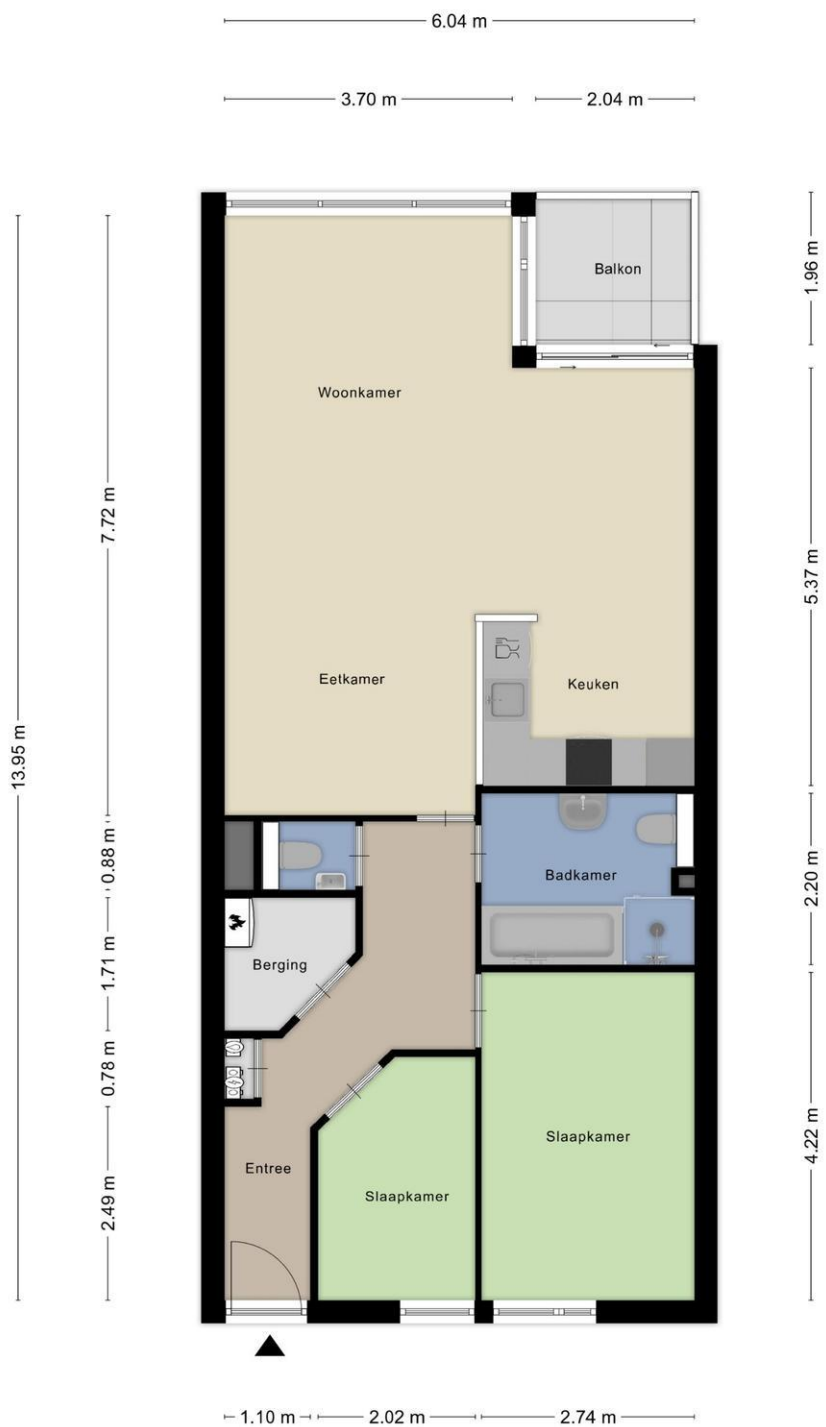 6.04 m
3.70 m
2.04 m
Balkon
1.96 m
Woonkamer
7.72 m
5.37 m
Eetkamer
Keuken
13.95 m
0.88 m
Badkamer
2.20 m
Berging
1.71 m
0.78 m
Slaapkamer
4.22 m
Entree
Slaapkamer
2.49 m
1.10 m
2.02 m
2.74 m